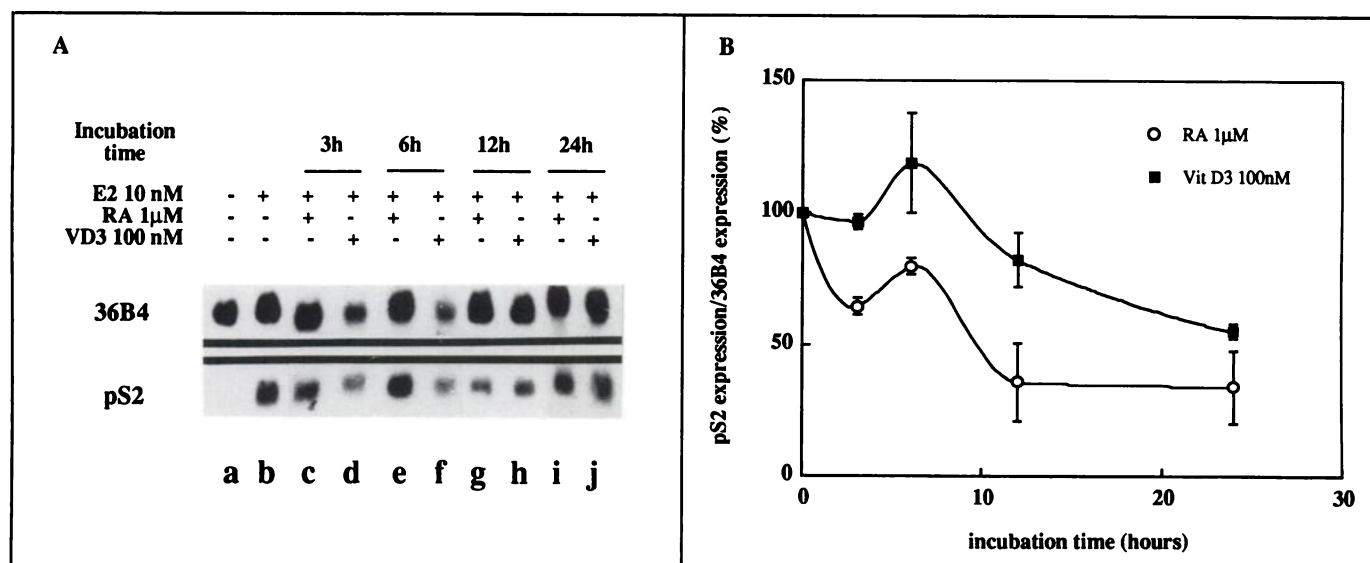 A
Incubation
time
3h 6h 12h 24h
E2 10 nM - + + + + + + + + +
RA 1μM - - + - + - + - + -
VD3 100 nM - - - + - + - + - +
36B4
pS2
a b c d e f g h i j
B
pS2 expression/36B4 expression (%)
150
100
50
0
RA 1μM
Vit D3 100nM
0 10 20 30
incubation time (hours)